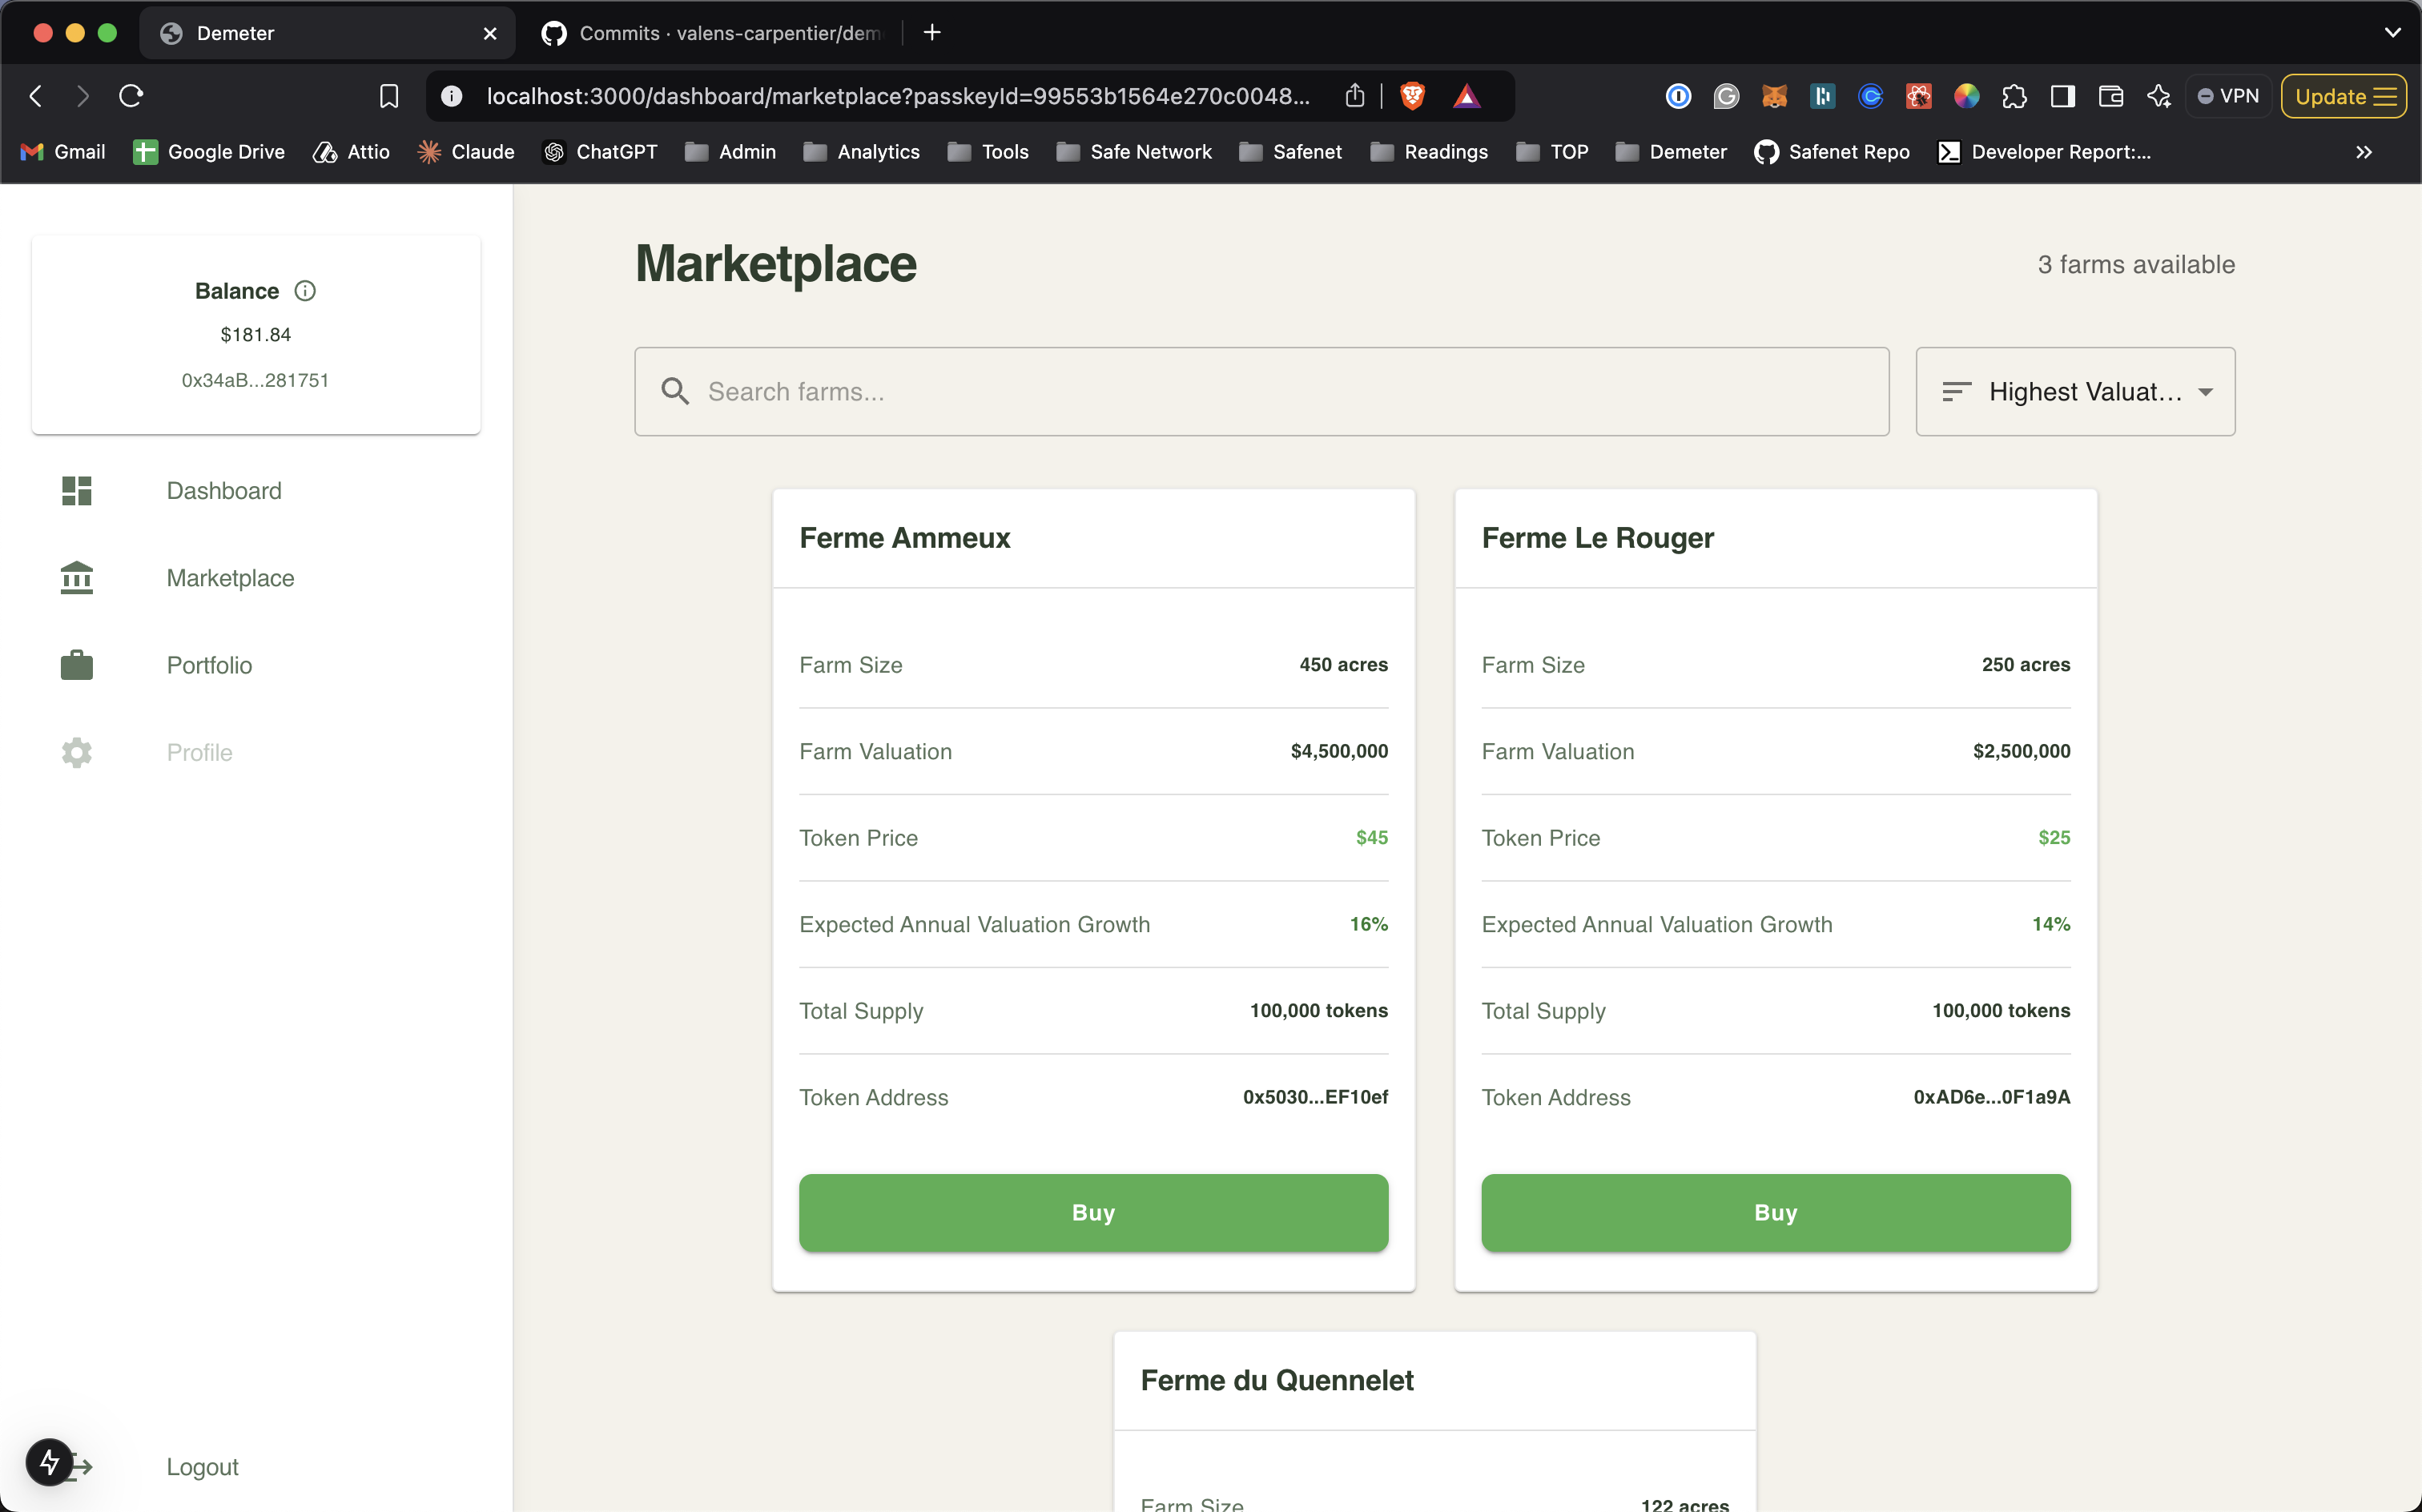 Demeter
Commits · valens-carpentier/dem
localhost:3000/dashboard/marketplace?passkeyId=99553b1564e270c0048...
VPN
Update
Gmail
Google Drive
Attio
Claude
ChatGPT
Admin
Analytics
Tools
Safe Network
Safenet
Readings
TOP
Demeter
Safenet Repo
Developer Report:...
Balance
$181.84
0x34aB...281751
Dashboard
Marketplace
Portfolio
Profile
Logout
Marketplace
3 farms available
Search farms...
Highest Valuat...
Ferme Ammeux
Farm Size 450 acres
Farm Valuation $4,500,000
Token Price $45
Expected Annual Valuation Growth 16%
Total Supply 100,000 tokens
Token Address 0x5030...EF10ef
Buy
Ferme Le Rouger
Farm Size 250 acres
Farm Valuation $2,500,000
Token Price $25
Expected Annual Valuation Growth 14%
Total Supply 100,000 tokens
Token Address 0xAD6e...0F1a9A
Buy
Ferme du Quennelet
Farm Size 122 acres